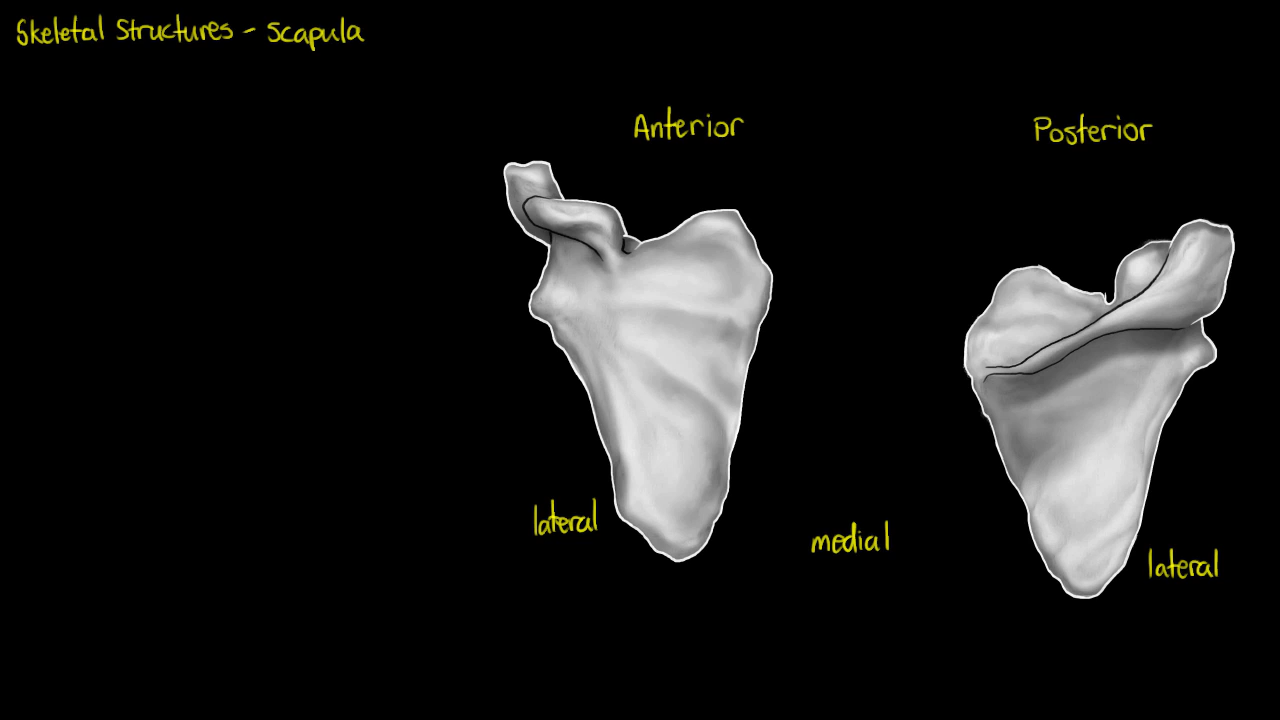 Skeletal Structures - Scapula
Anterior
Posterior
lateral
medial
lateral